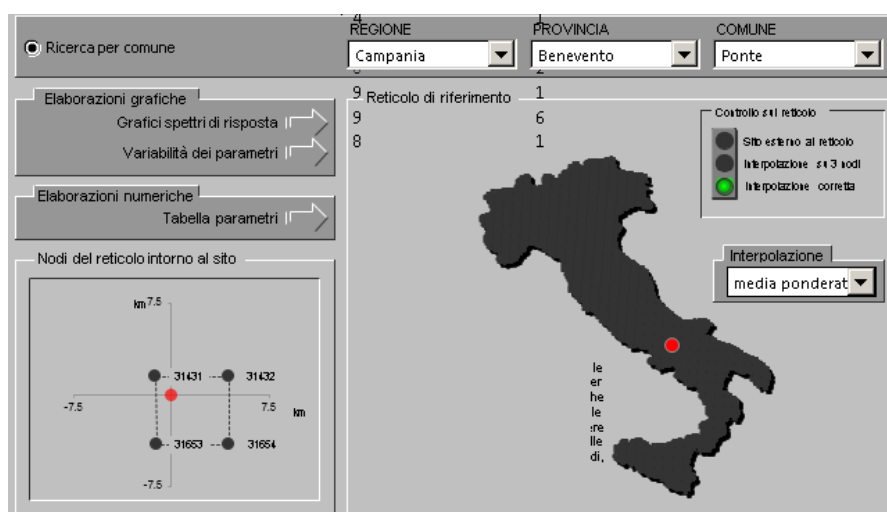 4 1
REGIONE PROVINCIA COMUNE
Ricerca per comune
Campania Benevento Ponte
2
9 1
9 6
8 1
Elaborazioni grafiche
Grafici spettri di risposta
Variabilità dei parametri
Elaborazioni numeriche
Tabella parametri
Nodi del reticolo intorno al sito
km 7.5
31431 31432
-7.5 7.5 km
31653 31654
-7.5
Reticolo di riferimento
Controllo sul reticolo
Sito esterno al reticolo
Interpolazione su 3 nodi
Interpolazione corretta
Interpolazione
media ponderat
le
er
he
le
:re
lle
di,